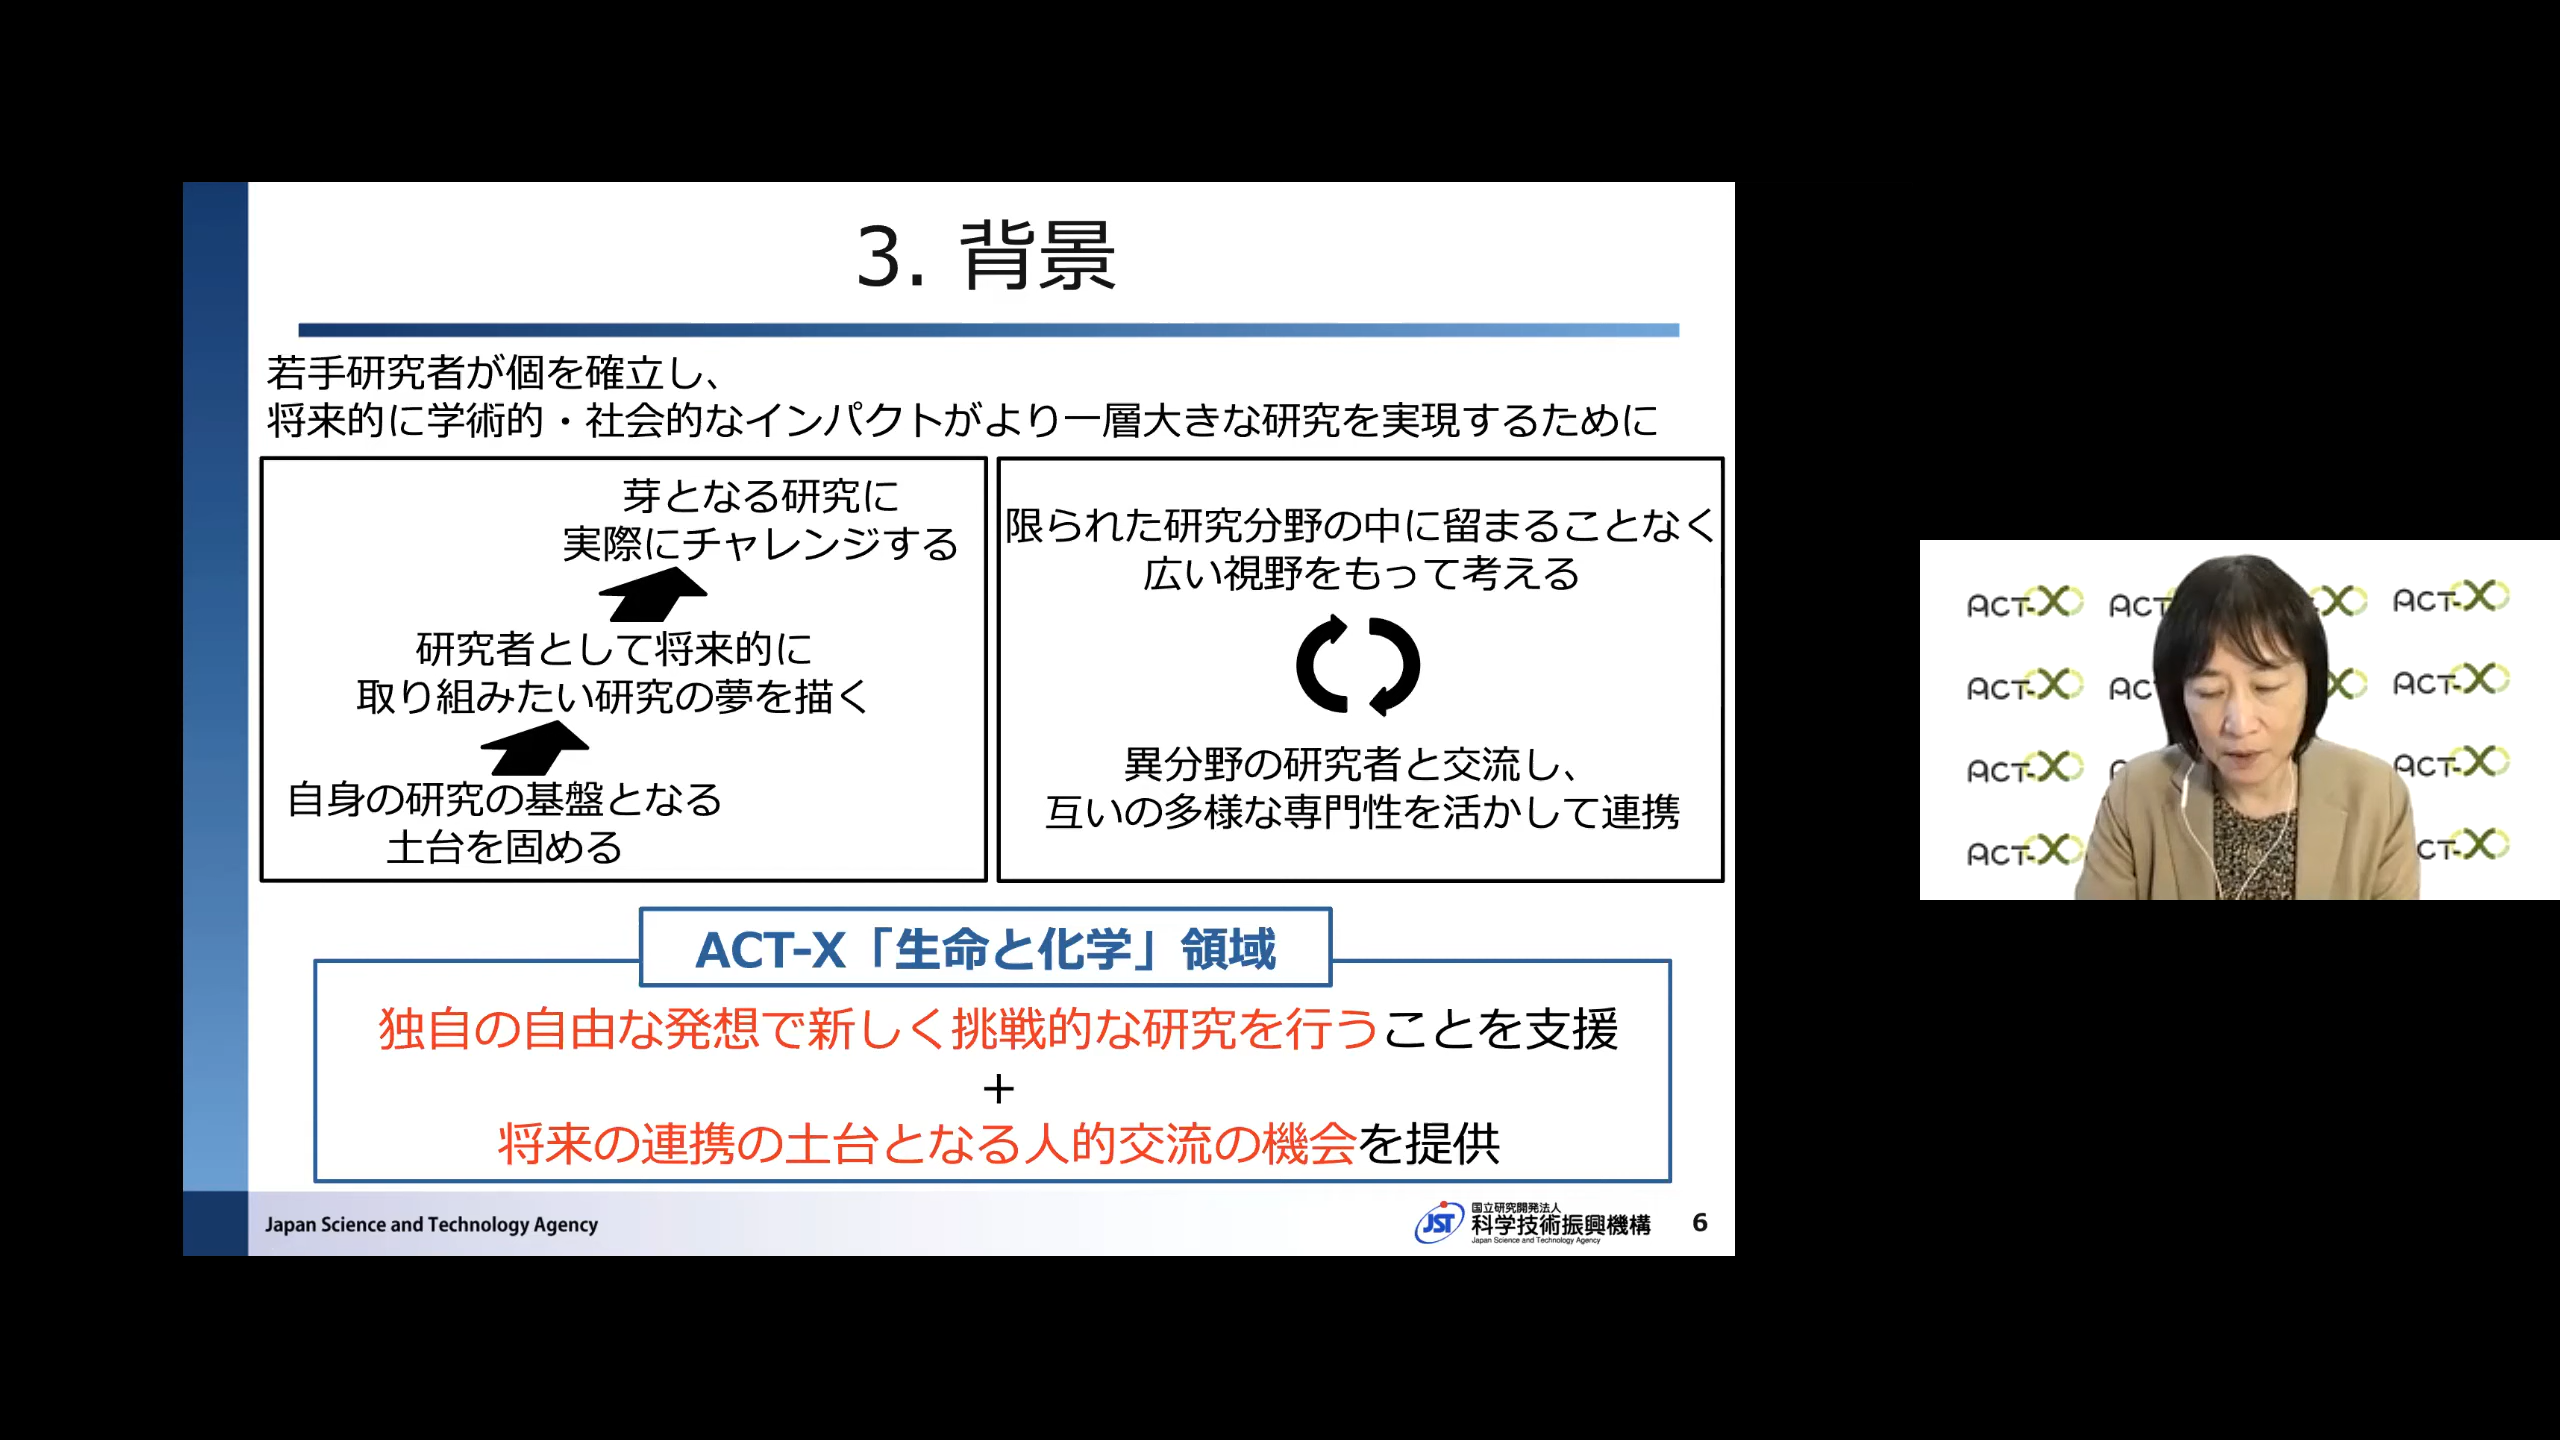 3. 背景
若手研究者が個を確立し、
将来的に学術的・社会的なインパクトがより一層大きな研究を実現するために
芽となる研究に
実際にチャレンジする
研究者として将来的に
取り組みたい研究の夢を描く
自身の研究の基盤となる
土台を固める
限られた研究分野の中に留まることなく
広い視野をもって考える
異分野の研究者と交流し、
互いの多様な専門性を活かして連携
ACT-X「生命と化学」領域
独自の自由な発想で新しく挑戦的な研究を行うことを支援
+
将来の連携の土台となる人的交流の機会を提供
Japan Science and Technology Agency
JST
国立研究開発法人
科学技術振興機構
Japan Science and Technology Agency
6
ACT-X ACT X ACT-X
ACT-X AC X ACT-X
ACT-X ACT-X
ACT-X CT-X